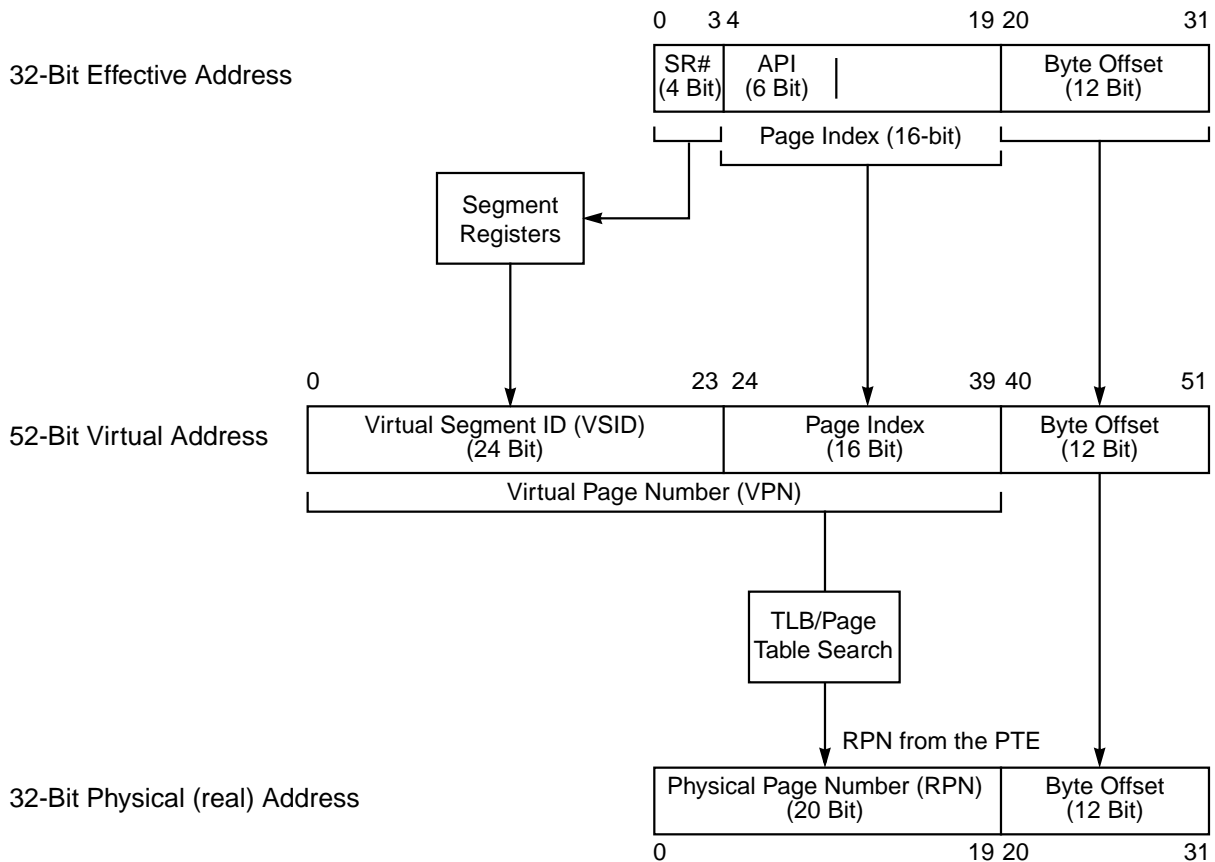 0 3 4 19 20 31
32-Bit Effective Address
SR#
(4 Bit)
API
(6 Bit)
Byte Offset
(12 Bit)
Page Index (16-bit)
Segment
Registers
0 23 24 39 40 51
52-Bit Virtual Address
Virtual Segment ID (VSID)
(24 Bit)
Page Index
(16 Bit)
Byte Offset
(12 Bit)
Virtual Page Number (VPN)
TLB/Page
Table Search
RPN from the PTE
32-Bit Physical (real) Address
Physical Page Number (RPN)
(20 Bit)
Byte Offset
(12 Bit)
0 19 20 31